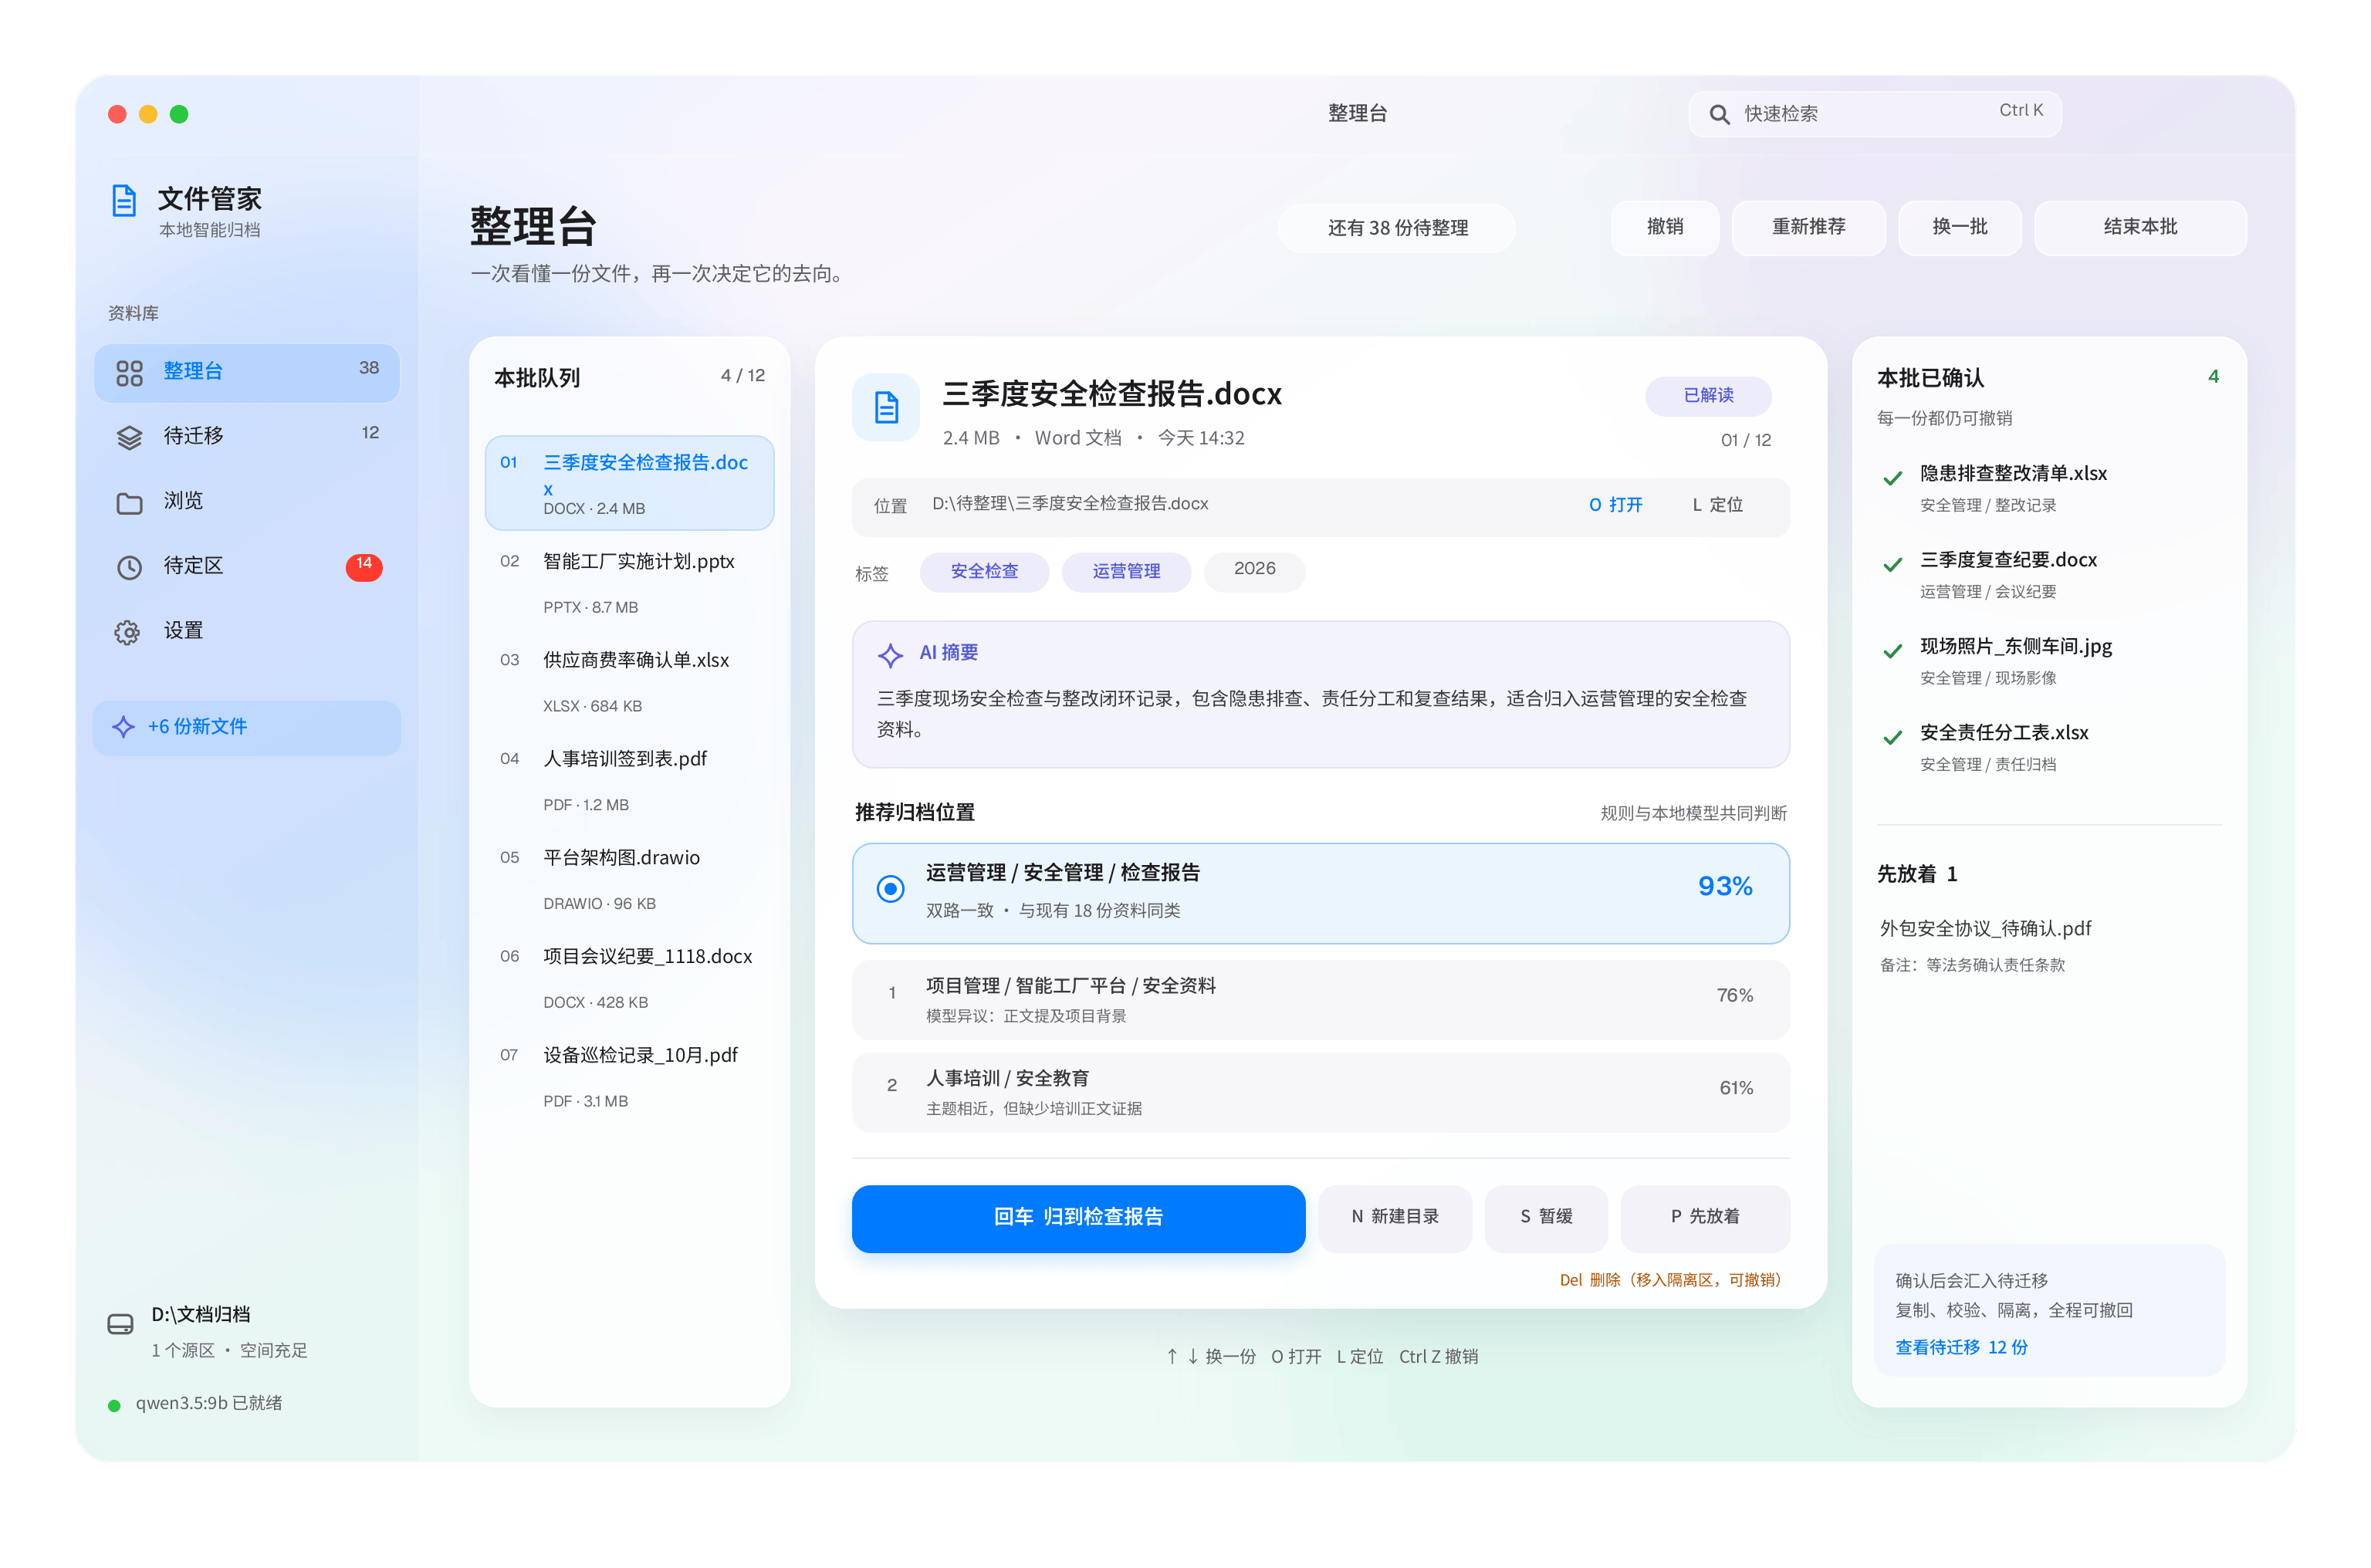 整理台
快速检索
Ctrl K
文件管家
本地智能归档
资料库
整理台 38
待迁移 12
浏览
待定区 14
设置
+6 份新文件
D:\文档归档
1 个源区 · 空间充足
qwen3.5:9b 已就绪
整理台
一次看懂一份文件，再一次决定它的去向。
还有 38 份待整理
撤销
重新推荐
换一批
结束本批
本批队列 4 / 12
01 三季度安全检查报告.doc
x
DOCX · 2.4 MB
02 智能工厂实施计划.pptx
PPTX · 8.7 MB
03 供应商费率确认单.xlsx
XLSX · 684 KB
04 人事培训签到表.pdf
PDF · 1.2 MB
05 平台架构图.drawio
DRAWIO · 96 KB
06 项目会议纪要_1118.docx
DOCX · 428 KB
07 设备巡检记录_10月.pdf
PDF · 3.1 MB
三季度安全检查报告.docx
已解读
2.4 MB · Word 文档 · 今天 14:32
01 / 12
位置 D:\待整理\三季度安全检查报告.docx O 打开 L 定位
标签 安全检查 运营管理 2026
AI 摘要
三季度现场安全检查与整改闭环记录，包含隐患排查、责任分工和复查结果，适合归入运营管理的安全检查
资料。
推荐归档位置 规则与本地模型共同判断
运营管理 / 安全管理 / 检查报告
93%
双路一致 · 与现有 18 份资料同类
1 项目管理 / 智能工厂平台 / 安全资料 76%
模型异议：正文提及项目背景
2 人事培训 / 安全教育 61%
主题相近，但缺少培训正文证据
回车 归到检查报告
N 新建目录
S 暂缓
P 先放着
Del 删除（移入隔离区，可撤销）
↑ ↓ 换一份 O 打开 L 定位 Ctrl Z 撤销
本批已确认 4
每一份都仍可撤销
隐患排查整改清单.xlsx
安全管理 / 整改记录
三季度复查纪要.docx
运营管理 / 会议纪要
现场照片_东侧车间.jpg
安全管理 / 现场影像
安全责任分工表.xlsx
安全管理 / 责任归档
先放着 1
外包安全协议_待确认.pdf
备注：等法务确认责任条款
确认后会汇入待迁移
复制、校验、隔离，全程可撤回
查看待迁移 12 份